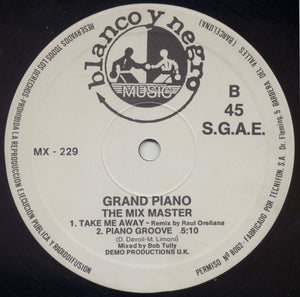 blanco y negro
MUSIC
B
45
S.G.A.E.
MX - 229
GRAND PIANO
THE MIX MASTER
1. TAKE ME AWAY - Remix by Raul Orellana
2. PIANO GROOVE 5:10
(D. Davoli-M. Limoni)
Mixed by Bob Tully
DEMO PRODUCTIONS U.K.
RESERVADOS TODOS LOS DERECHOS PROHIBIDA LA REPRODUCCION EJECUCION PUBLICA Y RADIODIFUSION
FABRICADO POR TECNIFON, S.A. Dr. Fleming, 5 BARBERA DEL VALLES (BARCELONA)
PERMISO Nº 8062-